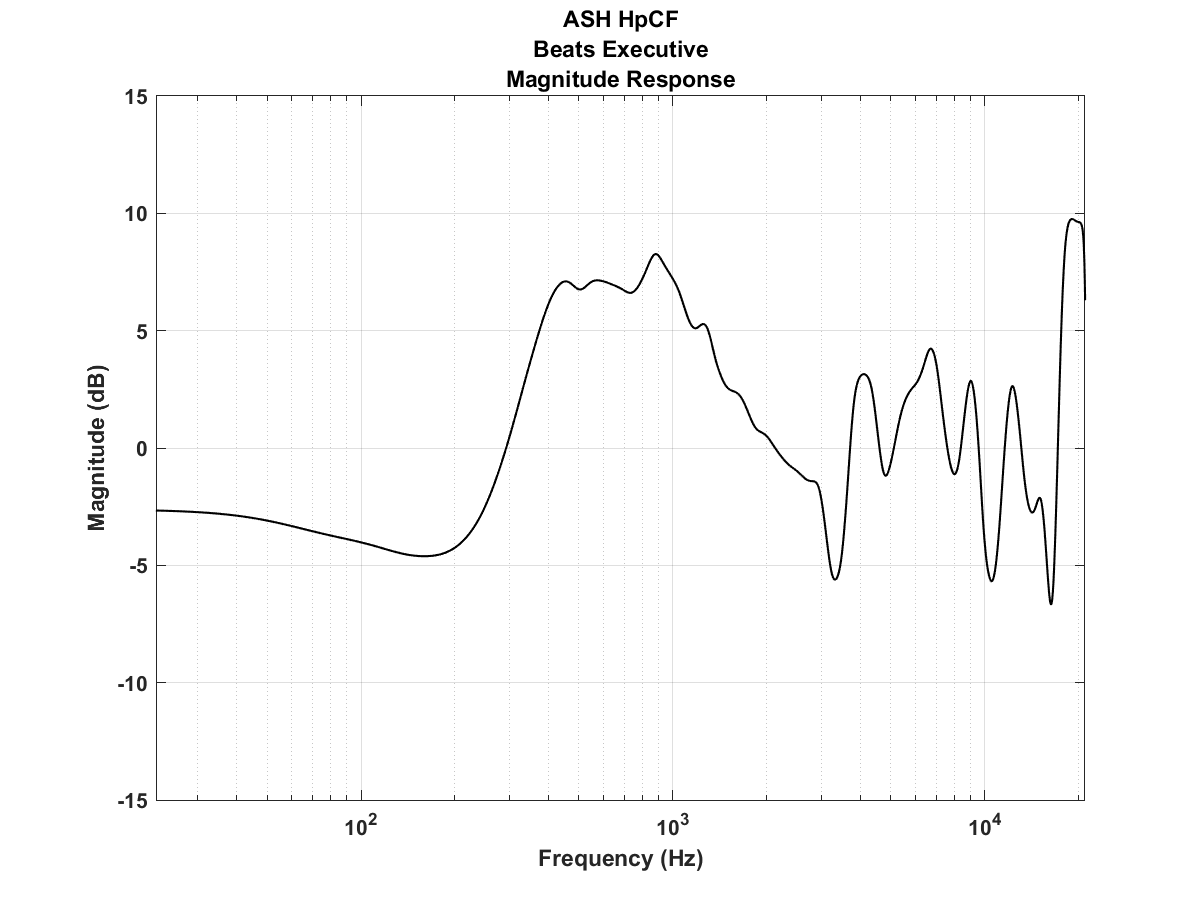 ASH HpCF
Beats Executive
Magnitude Response
15
10
5
0
-5
-10
-15
Magnitude (dB)
10² 10³ 10⁴
Frequency (Hz)